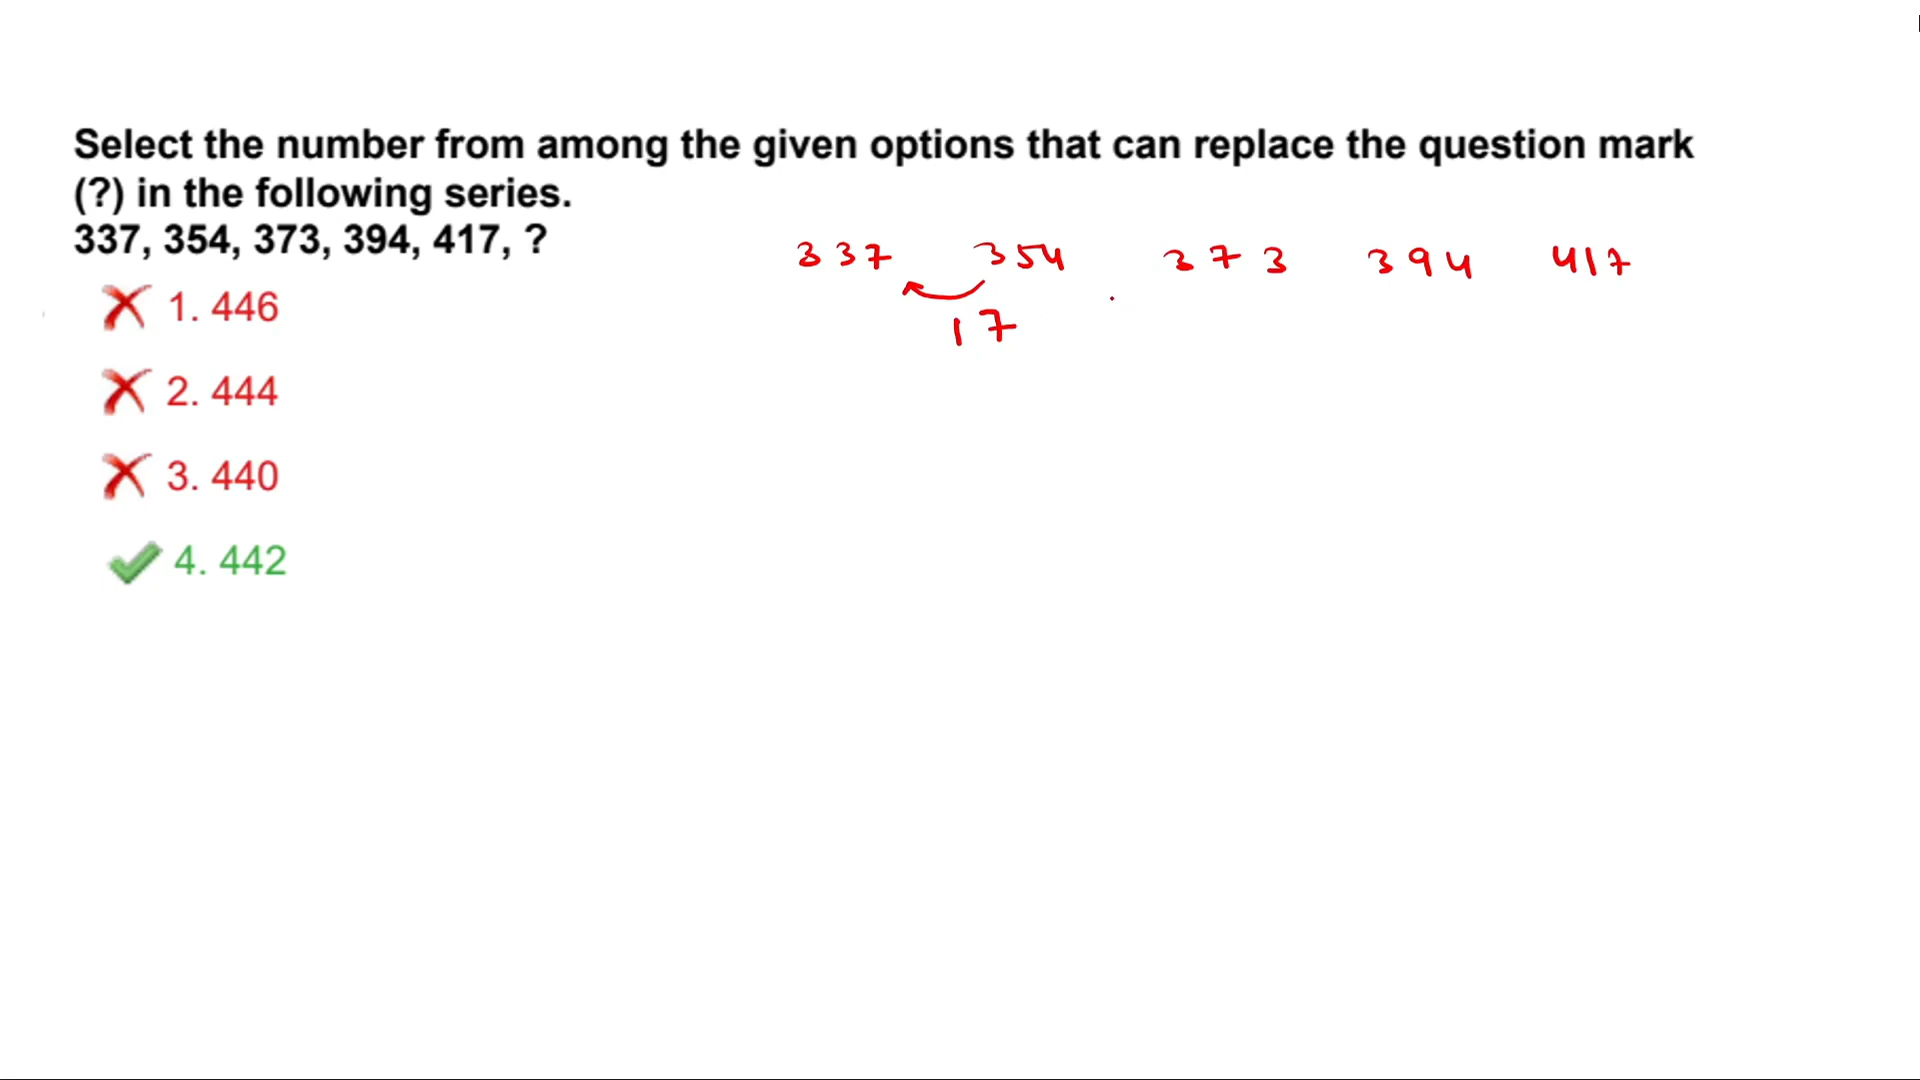 Select the number from among the given options that can replace the question mark
(?) in the following series.
337, 354, 373, 394, 417, ?
337 354 373 394 417
17
1. 446
2. 444
3. 440
4. 442